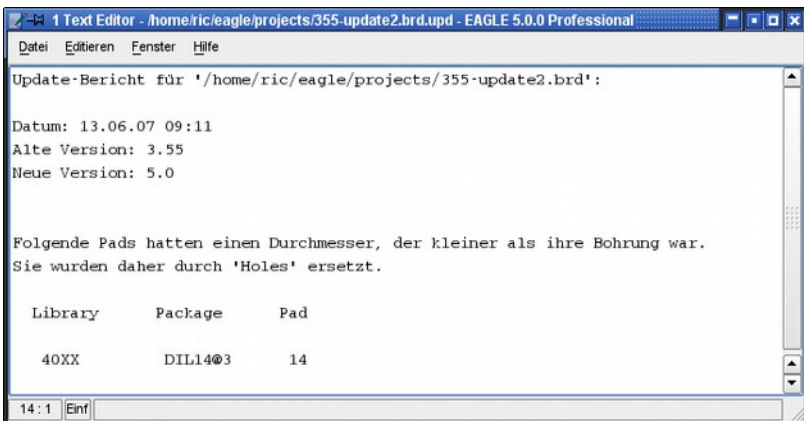 1 Text Editor - /home/ric/eagle/projects/355-update2.brd.upd - EAGLE 5.0.0 Professional
Datei Editieren Fenster Hilfe
Update-Bericht für '/home/ric/eagle/projects/355-update2.brd':
Datum: 13.06.07 09:11
Alte Version: 3.55
Neue Version: 5.0
Folgende Pads hatten einen Durchmesser, der kleiner als ihre Bohrung war.
Sie wurden daher durch 'Holes' ersetzt.
Library Package Pad
40XX DIL14@3 14
14:1 Einf